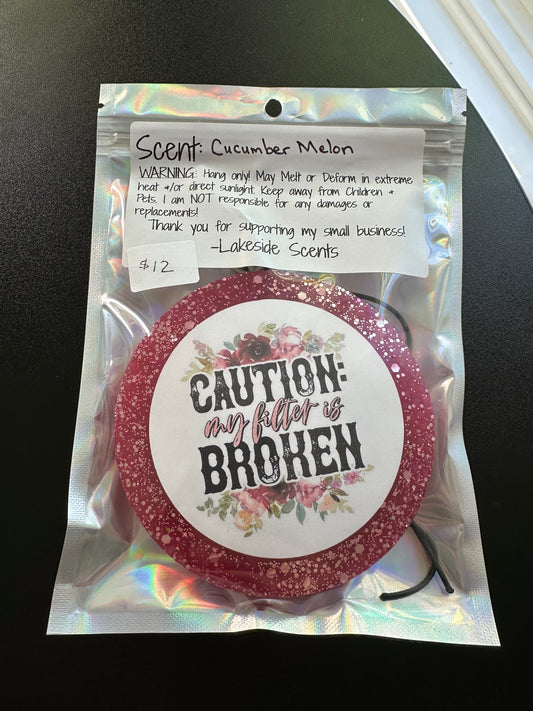 Scent: Cucumber Melon
WARNING: Hang only! May Melt or Deform in extreme
heat +/or direct sunlight. Keep away from Children +
Pets. I am NOT responsible for any damages or
replacements!
Thank you for supporting my small business!
-Lakeside Scents
$12
CAUTION:
my filter is
BROKEN